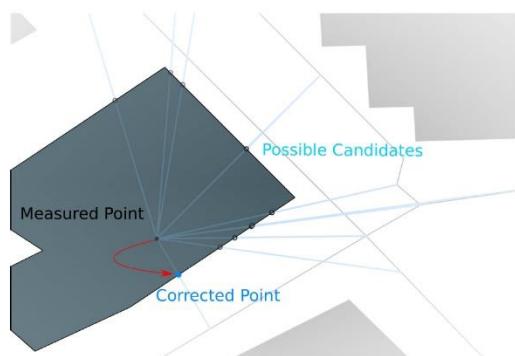 Possible Candidates
Measured Point
Corrected Point